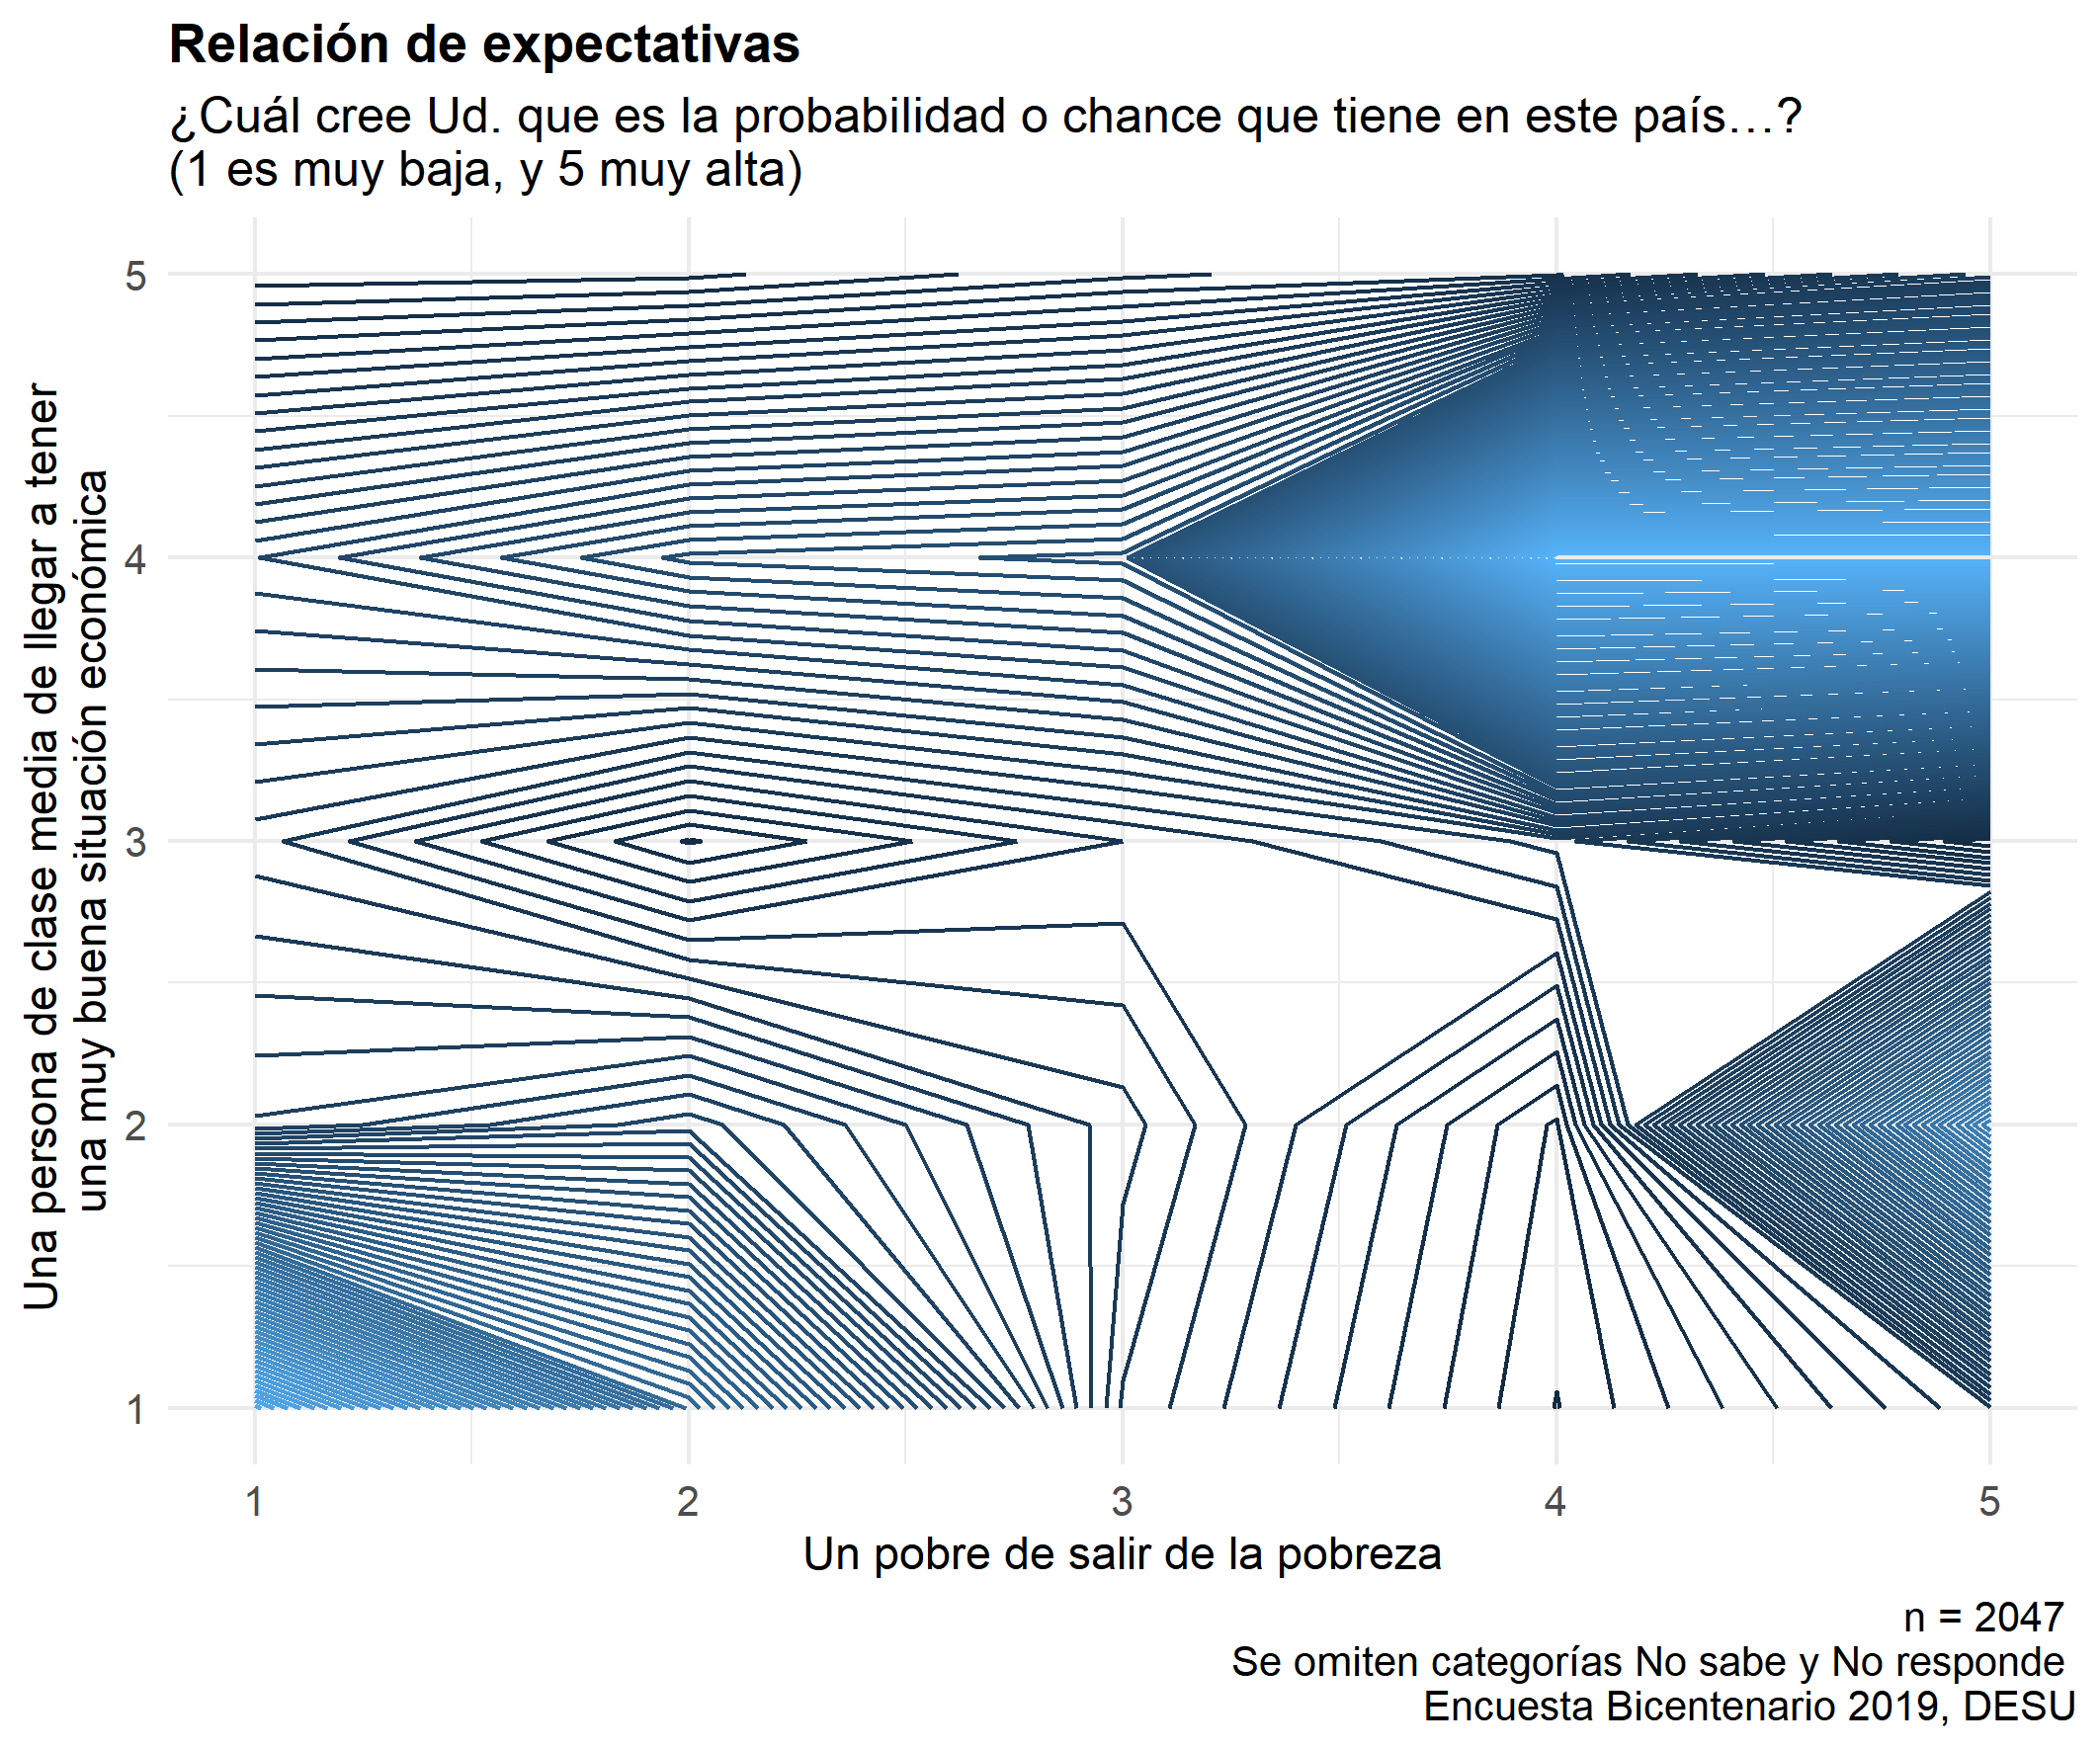 Relación de expectativas
¿Cuál cree Ud. que es la probabilidad o chance que tiene en este país…?
(1 es muy baja, y 5 muy alta)
Una persona de clase media de llegar a tener
una muy buena situación económica
5
4
3
2
1
1 2 3 4 5
Un pobre de salir de la pobreza
n = 2047
Se omiten categorías No sabe y No responde
Encuesta Bicentenario 2019, DESU